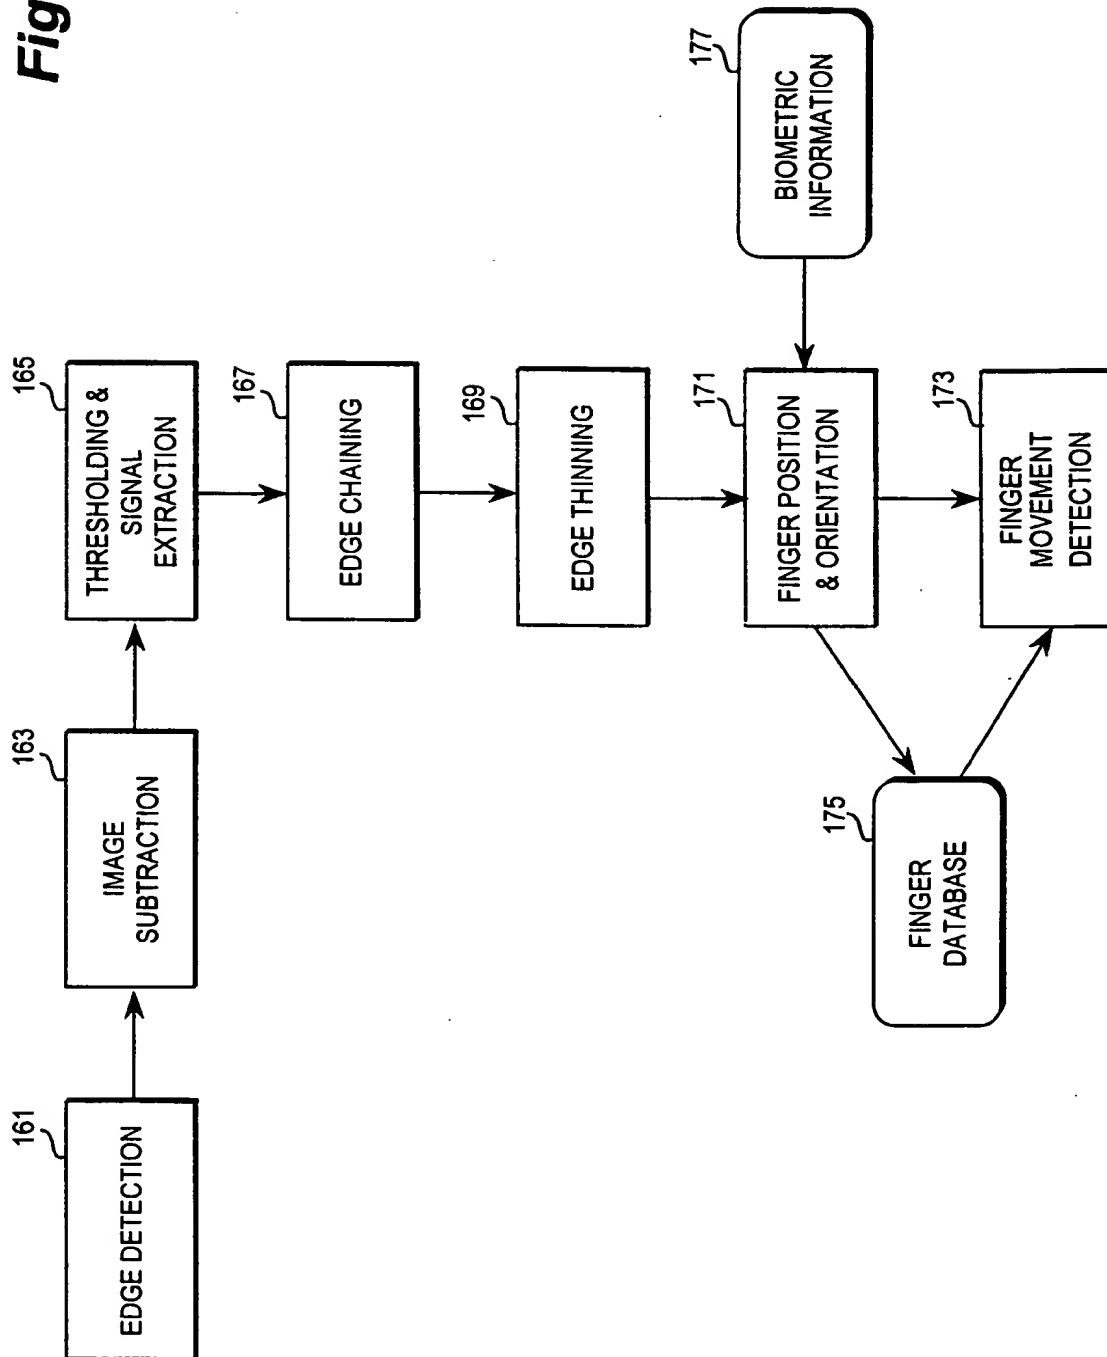 Fig
161
EDGE DETECTION
163
IMAGE
SUBTRACTION
165
THRESHOLDING &
SIGNAL
EXTRACTION
167
EDGE CHAINING
169
EDGE THINNING
171
FINGER POSITION
& ORIENTATION
177
BIOMETRIC
INFORMATION
175
FINGER
DATABASE
173
FINGER
MOVEMENT
DETECTION